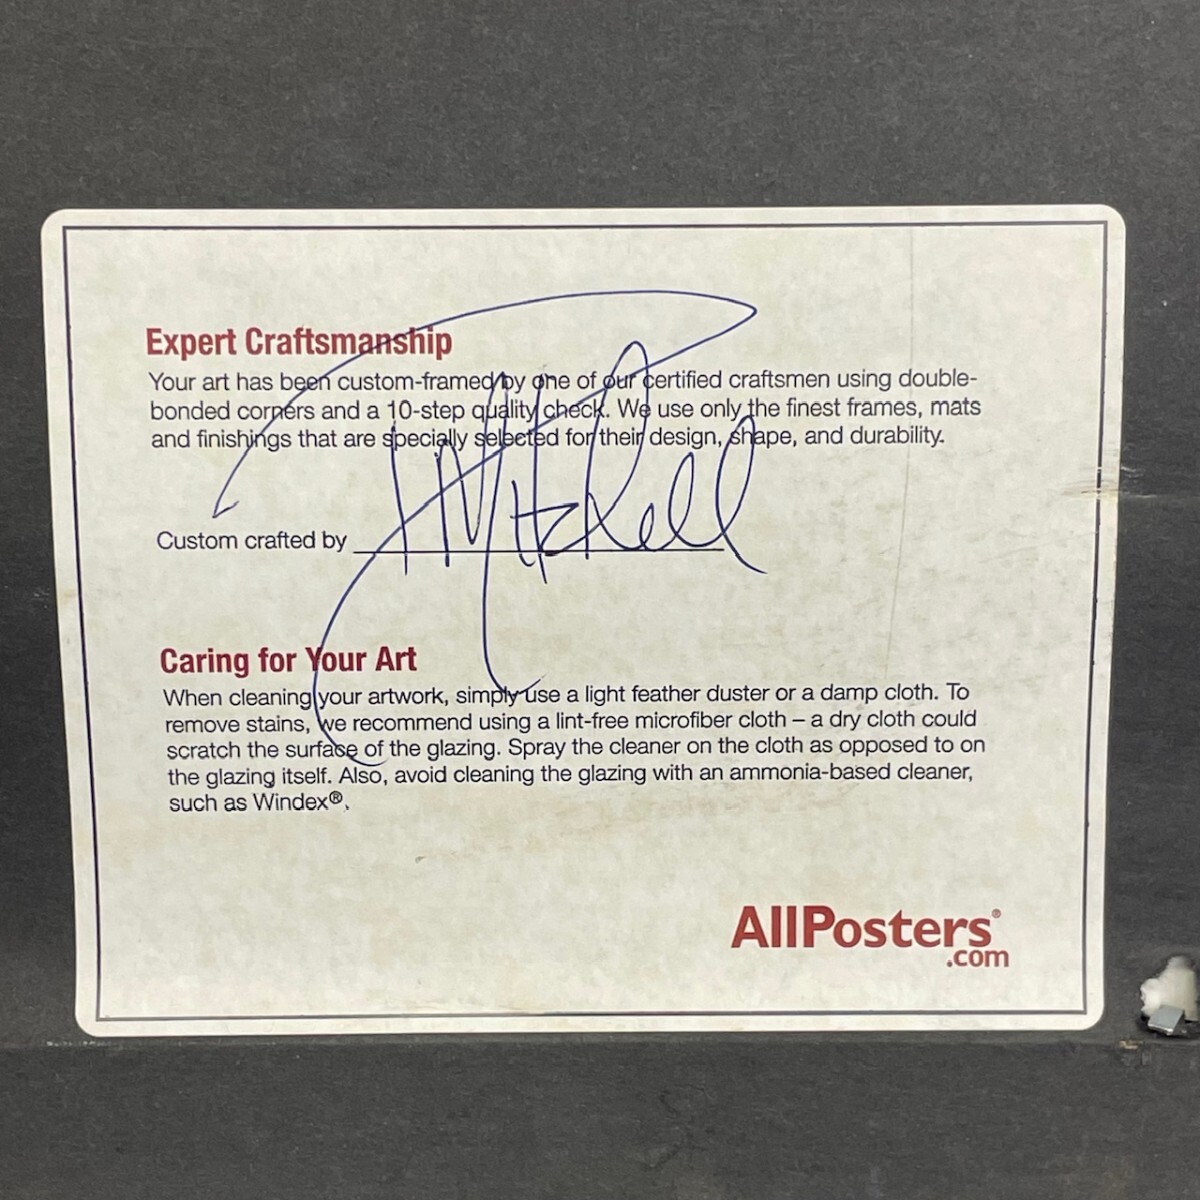 Expert Craftsmanship
Your art has been custom-framed by one of our certified craftsmen using double-
bonded corners and a 10-step quality check. We use only the finest frames, mats
and finishings that are specially selected for their design, shape, and durability.
Custom crafted by
Caring for Your Art
When cleaning your artwork, simply use a light feather duster or a damp cloth. To
remove stains, we recommend using a lint-free microfiber cloth – a dry cloth could
scratch the surface of the glazing. Spray the cleaner on the cloth as opposed to on
the glazing itself. Also, avoid cleaning the glazing with an ammonia-based cleaner,
such as Windex®.
AllPosters®
.com